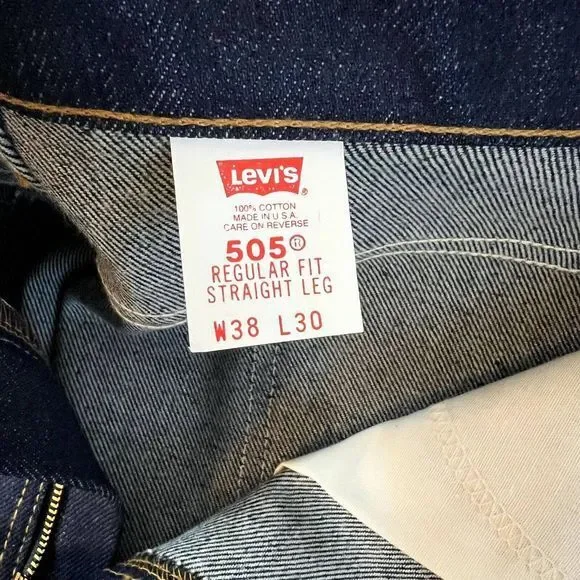 LEVI'S ®
100% COTTON
MADE IN U.S.A.
CARE ON REVERSE
505®
REGULAR FIT
STRAIGHT LEG
W38 L30